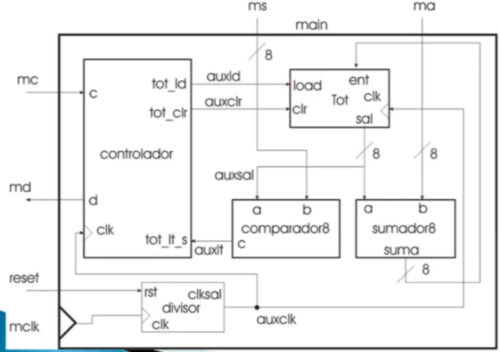 ms
ma
main
8
mc
c
tot_ld
auxld
load
ent
tot_clr
auxclr
clr
Tot
clk
sal
controlador
8
8
auxsal
md
d
a
b
a
b
clk
tot_lt_s
auxlt
c
comparador8
sumador8
suma
8
reset
rst
clksal
divisor
clk
auxclk
mclk